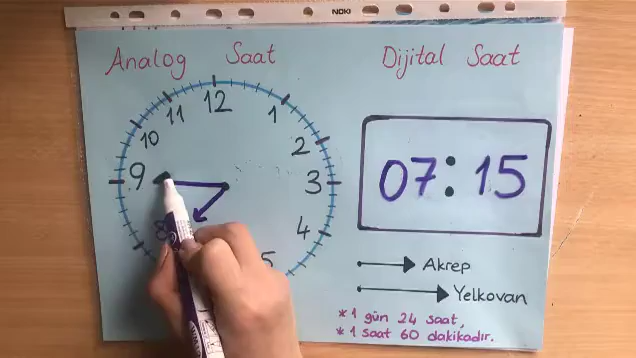 NOKI
Analog Saat
Dijital Saat
12
11
1
10
2
9
3
8
4
5
07:15
Akrep
Yelkovan
* 1 gün 24 saat,
* 1 saat 60 dakikadır.